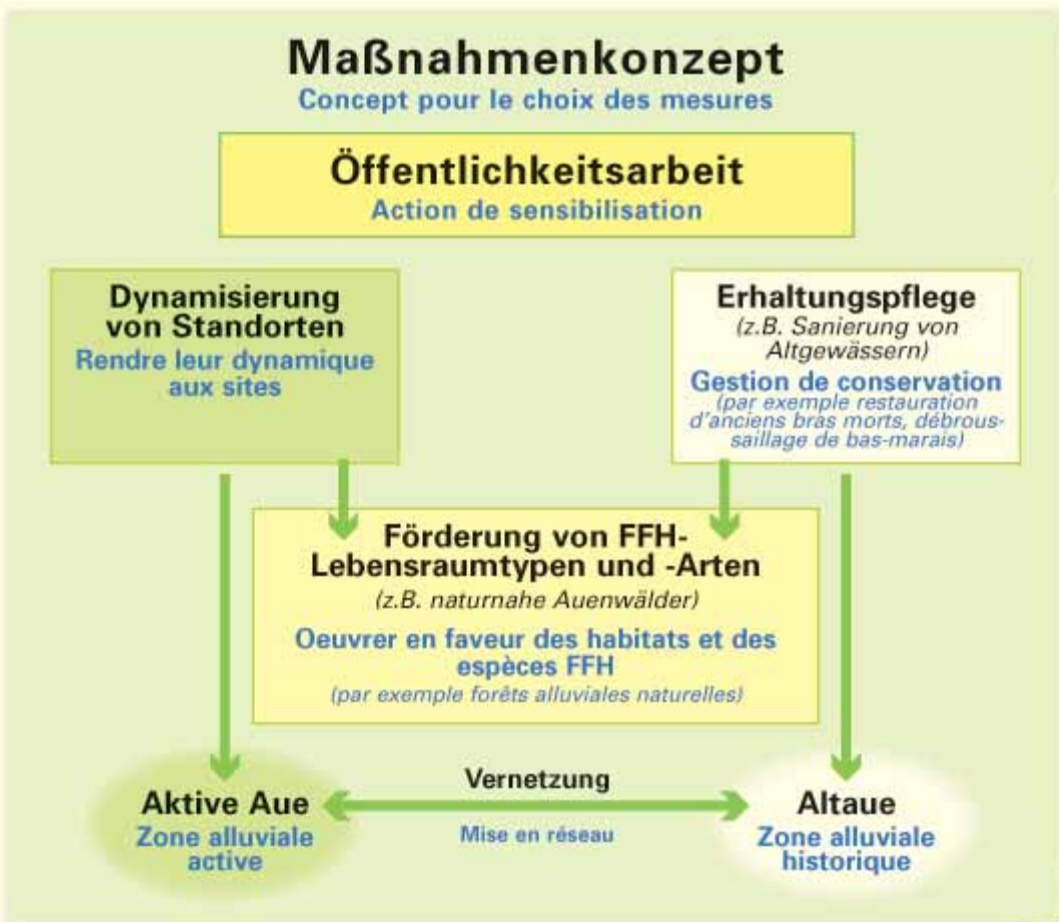 Maßnahmenkonzept
Concept pour le choix des mesures
Öffentlichkeitsarbeit
Action de sensibilisation
Dynamisierung
von Standorten
Rendre leur dynamique
aux sites
Erhaltungspflege
(z.B. Sanierung von
Altgewässern)
Gestion de conservation
(par exemple restauration
d'anciens bras morts, débrous-
saillage de bas-marais)
Förderung von FFH-
Lebensraumtypen und -Arten
(z.B. naturnahe Auenwälder)
Oeuvrer en faveur des habitats et des
espèces FFH
(par exemple forêts alluviales naturelles)
Aktive Aue
Zone alluviale
active
Vernetzung
Mise en réseau
Altaue
Zone alluviale
historique